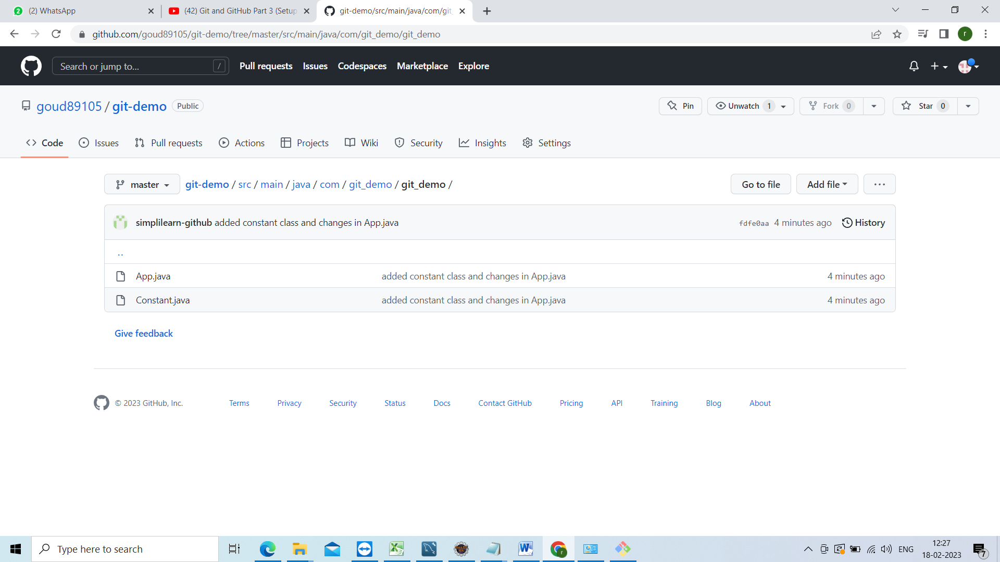 2 (2) WhatsApp
(42) Git and GitHub Part 3 (Setup
git-demo/src/main/java/com/git_
github.com/goud89105/git-demo/tree/master/src/main/java/com/git_demo/git_demo
r
Search or jump to... /
Pull requests Issues Codespaces Marketplace Explore
goud89105 / git-demo Public
Pin Unwatch 1 Fork 0 Star 0
Code Issues Pull requests Actions Projects Wiki Security Insights Settings
master git-demo / src / main / java / com / git_demo / git_demo / Go to file Add file ...
simplilearn-github added constant class and changes in App.java fdfe0aa 4 minutes ago History
..
App.java added constant class and changes in App.java 4 minutes ago
Constant.java added constant class and changes in App.java 4 minutes ago
Give feedback
© 2023 GitHub, Inc. Terms Privacy Security Status Docs Contact GitHub Pricing API Training Blog About
Type here to search
ENG
12:27
18-02-2023
7